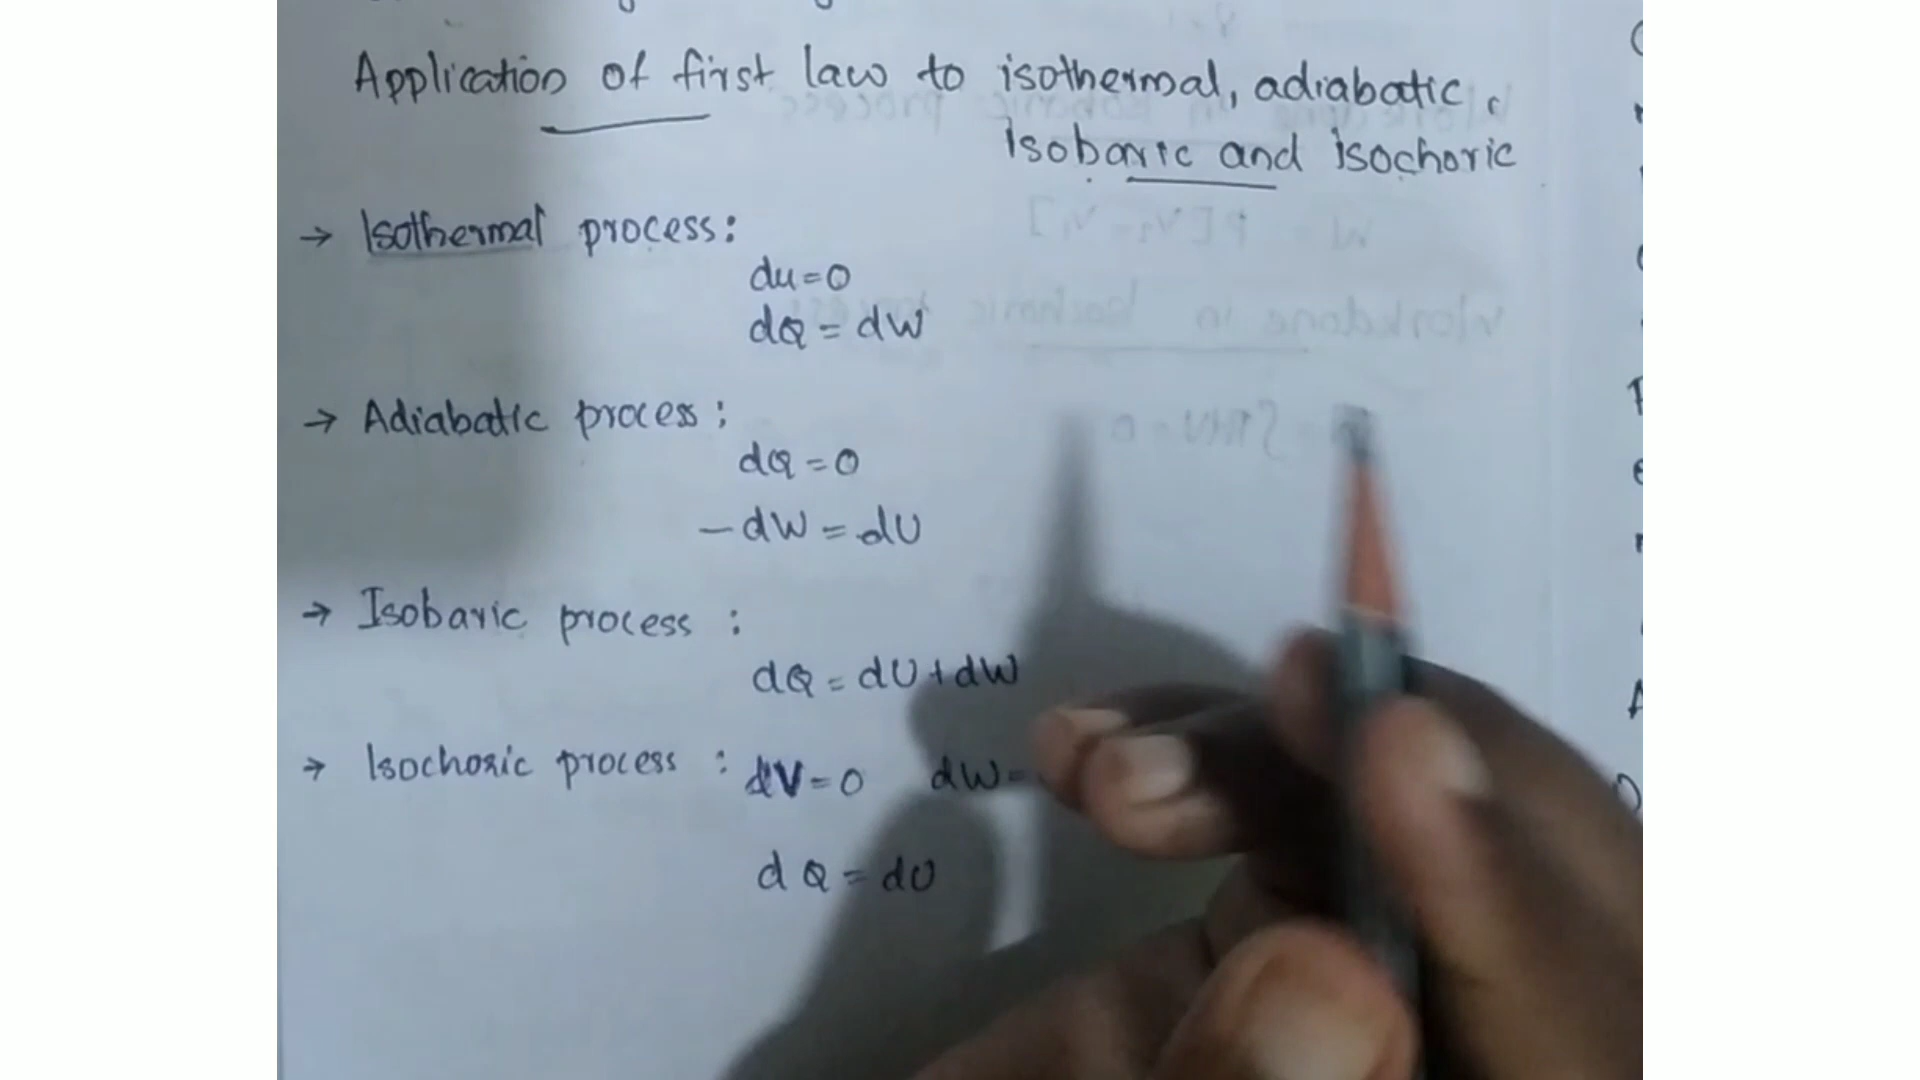 Application of first law to isothermal, adiabatic,
Isobaric and isochoric
→ Isothermal process:
du=0
dQ = dW
→ Adiabatic process:
dQ = 0
- dW = dU
→ Isobaric process :
dQ = dU + dW
→ Isochoric process : dV=0 dW=
dQ = dU